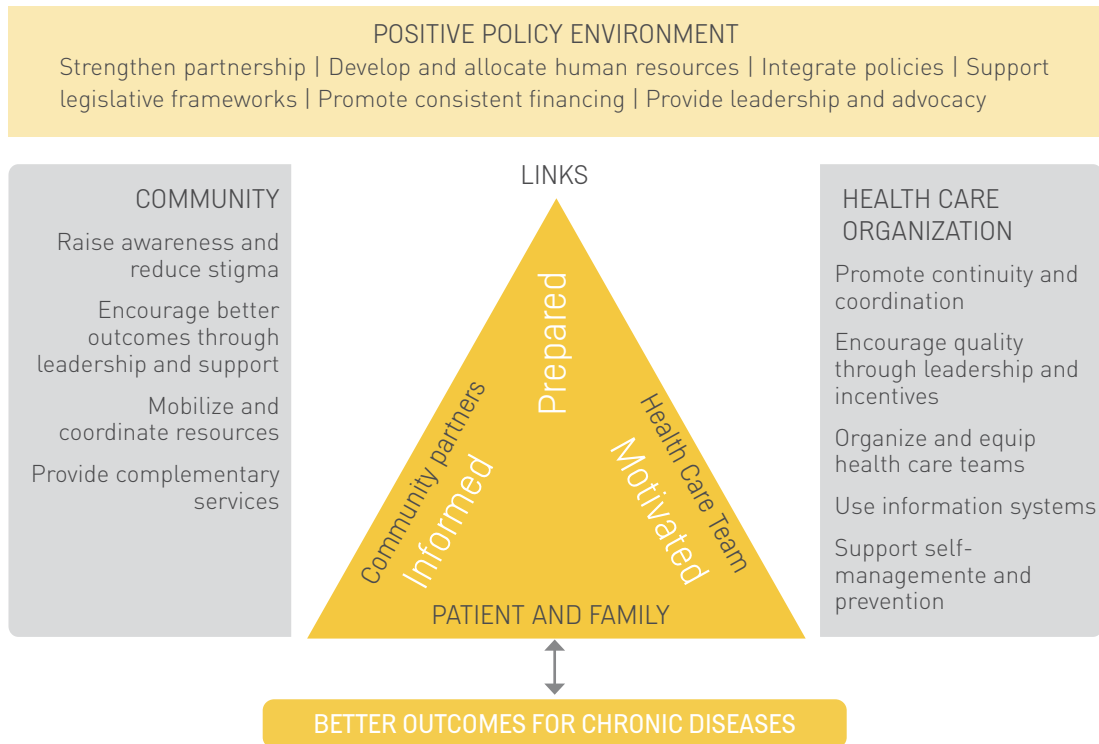 POSITIVE POLICY ENVIRONMENT
Strengthen partnership | Develop and allocate human resources | Integrate policies | Support
legislative frameworks | Promote consistent financing | Provide leadership and advocacy
COMMUNITY
Raise awareness and
reduce stigma
Encourage better
outcomes through
leadership and support
Mobilize and
coordinate resources
Provide complementary
services
LINKS
Prepared
Community partners
Informed
Health Care Team
Motivated
PATIENT AND FAMILY
HEALTH CARE
ORGANIZATION
Promote continuity and
coordination
Encourage quality
through leadership and
incentives
Organize and equip
health care teams
Use information systems
Support self-
managemente and
prevention
BETTER OUTCOMES FOR CHRONIC DISEASES